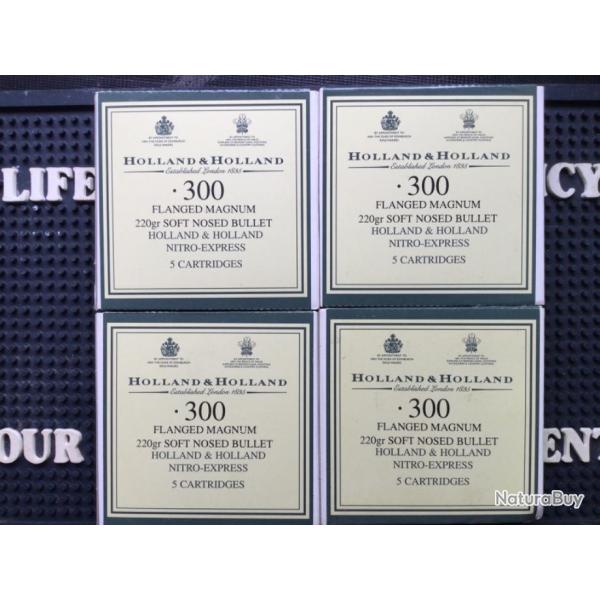 HOLLAND & HOLLAND
Established London 1835
.300
FLANGED MAGNUM
220gr SOFT NOSED BULLET
HOLLAND & HOLLAND
NITRO-EXPRESS
5 CARTRIDGES
HOLLAND & HOLLAND
Established London 1835
.300
FLANGED MAGNUM
220gr SOFT NOSED BULLET
HOLLAND & HOLLAND
NITRO-EXPRESS
5 CARTRIDGES
LIFE
CY
HOLLAND & HOLLAND
Established London 1835
.300
FLANGED MAGNUM
220gr SOFT NOSED BULLET
HOLLAND & HOLLAND
NITRO-EXPRESS
5 CARTRIDGES
HOLLAND & HOLLAND
Established London 1835
.300
FLANGED MAGNUM
220gr SOFT NOSED BULLET
HOLLAND & HOLLAND
NITRO-EXPRESS
5 CARTRIDGES
OUR
ENT
NaturaBuy